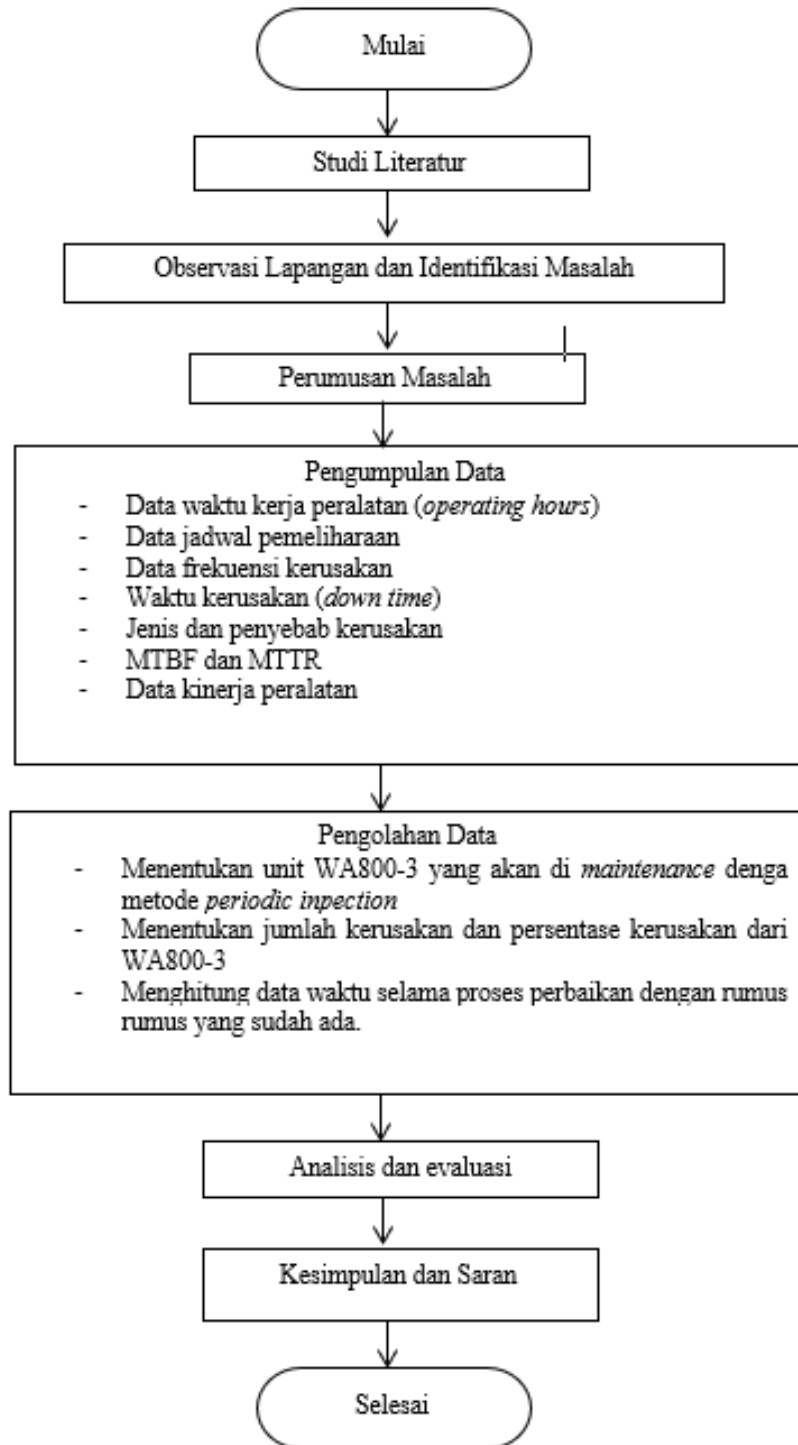 Mulai
Studi Literatur
Observasi Lapangan dan Identifikasi Masalah
Perumusan Masalah
Pengumpulan Data
- Data waktu kerja peralatan (operating hours)
- Data jadwal pemeliharaan
- Data frekuensi kerusakan
- Waktu kerusakan (down time)
- Jenis dan penyebab kerusakan
- MTBF dan MTTR
- Data kinerja peralatan
Pengolahan Data
- Menentukan unit WA800-3 yang akan di maintenance denga
metode periodic inpection
- Menentukan jumlah kerusakan dan persentase kerusakan dari
WA800-3
- Menghitung data waktu selama proses perbaikan dengan rumus
rumus yang sudah ada.
Analisis dan evaluasi
Kesimpulan dan Saran
Selesai